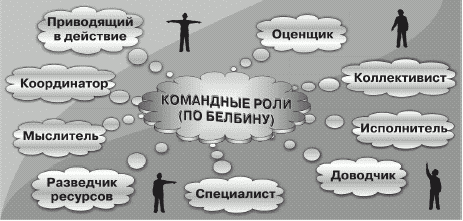 Приводящий
в действие
Оценщик
Координатор
Коллективист
КОМАНДНЫЕ РОЛИ
(ПО БЕЛБИНУ)
Мыслитель
Исполнитель
Разведчик
ресурсов
Специалист
Доводчик